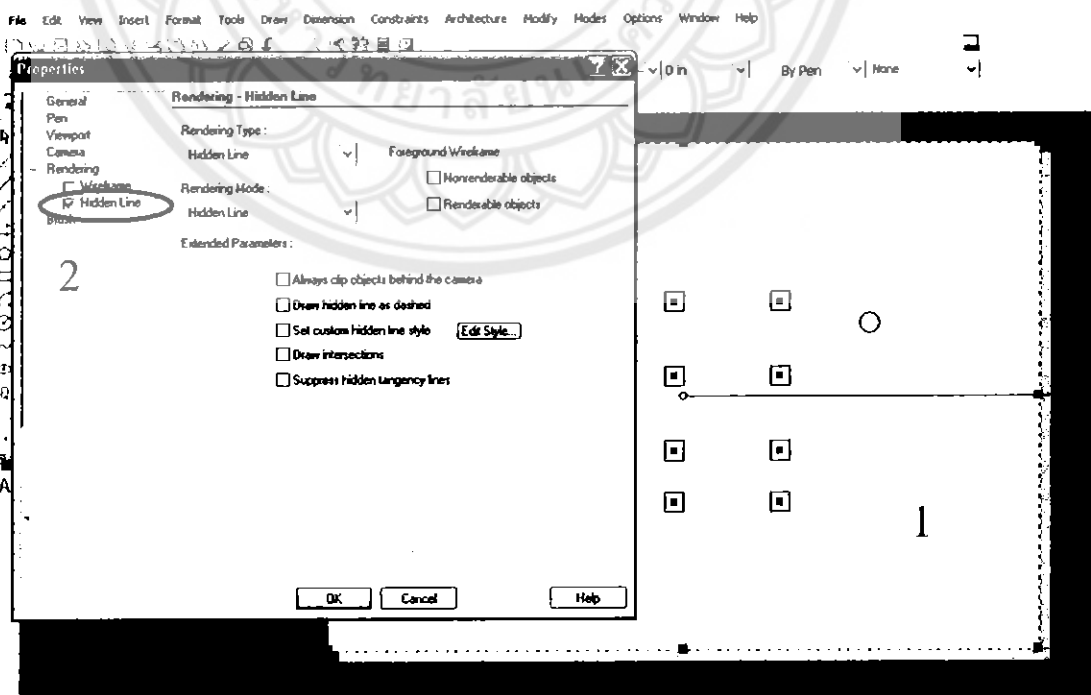 File Edit View Insert Format Tools Draw Dimension Constraints Architecture Modify Modes Options Window Help
Properties
0 in By Pen None
General
Pen
Viewport
Camera
Rendering
Wireframe
Hidden Line
Brush
2
Rendering - Hidden Line
Rendering Type :
Hidden Line
Foreground Wireframe
Nonrenderable objects
Renderable objects
Rendering Mode :
Hidden Line
Extended Parameters :
Always clip objects behind the camera
Draw hidden line as dashed
Set custom hidden line style Edit Style...
Draw intersections
Suppress hidden tangency lines
OK Cancel Help
A
1